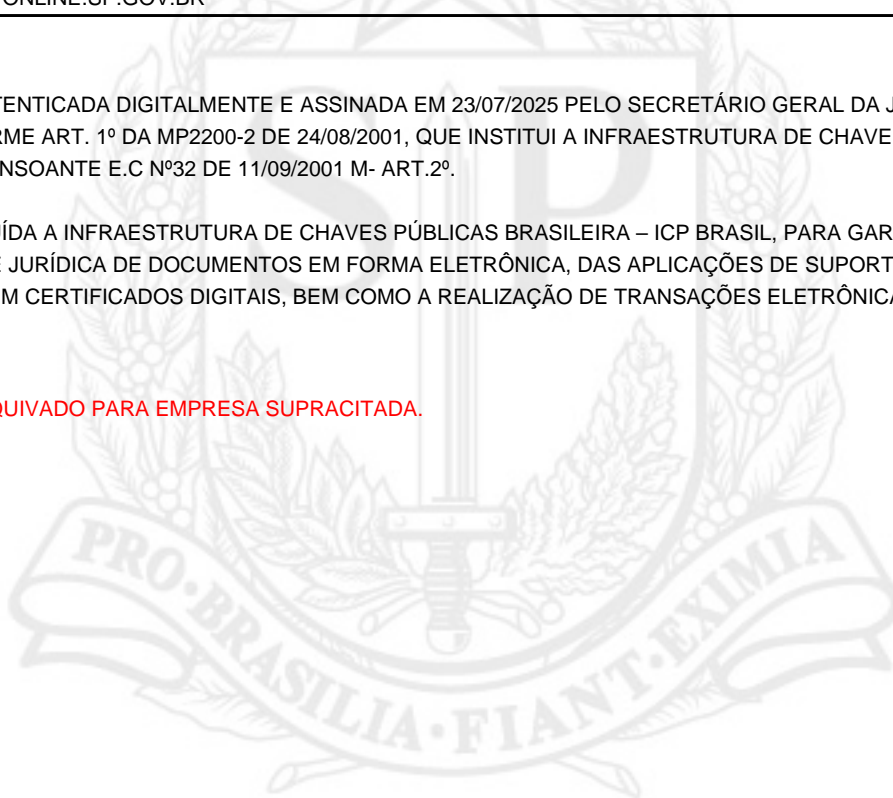 ONLINE.SP.GOV.BR
TENTICADA DIGITALMENTE E ASSINADA EM 23/07/2025 PELO SECRETÁRIO GERAL DA J
RME ART. 1º DA MP2200-2 DE 24/08/2001, QUE INSTITUI A INFRAESTRUTURA DE CHAVE
NSOANTE E.C Nº32 DE 11/09/2001 M- ART.2º.
ÍDA A INFRAESTRUTURA DE CHAVES PÚBLICAS BRASILEIRA – ICP BRASIL, PARA GAR
E JURÍDICA DE DOCUMENTOS EM FORMA ELETRÔNICA, DAS APLICAÇÕES DE SUPORT
M CERTIFICADOS DIGITAIS, BEM COMO A REALIZAÇÃO DE TRANSAÇÕES ELETRÔNICA
QUIVADO PARA EMPRESA SUPRACITADA.
SP
PRO·BRASILIA·FIANT·EXIMIA